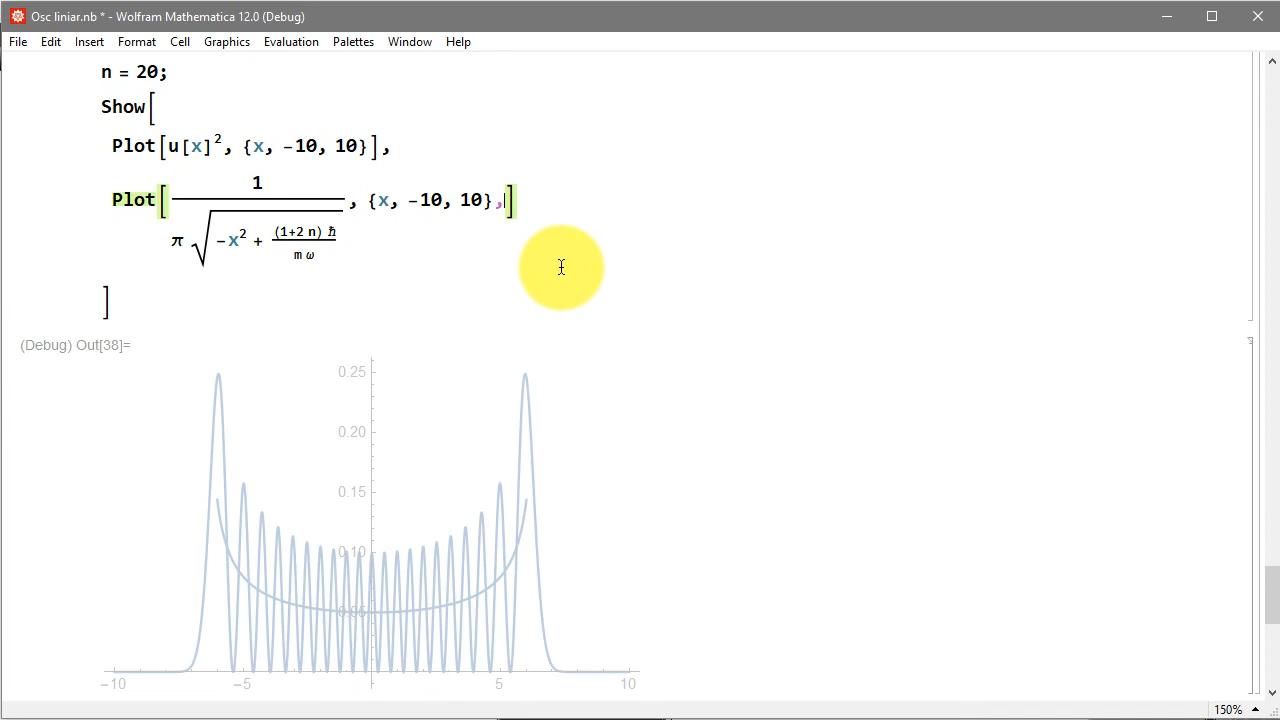 Osc liniar.nb * - Wolfram Mathematica 12.0 (Debug)
File Edit Insert Format Cell Graphics Evaluation Palettes Window Help
n = 20;
Show[
Plot[u[x]², {x, -10, 10}],
Plot[1/(π √(-x² + ((1+2 n) ℏ)/(m ω))), {x, -10, 10},]
]
(Debug) Out[38]=
0.25
0.20
0.15
0.10
0.05
-10 -5 5 10
150%